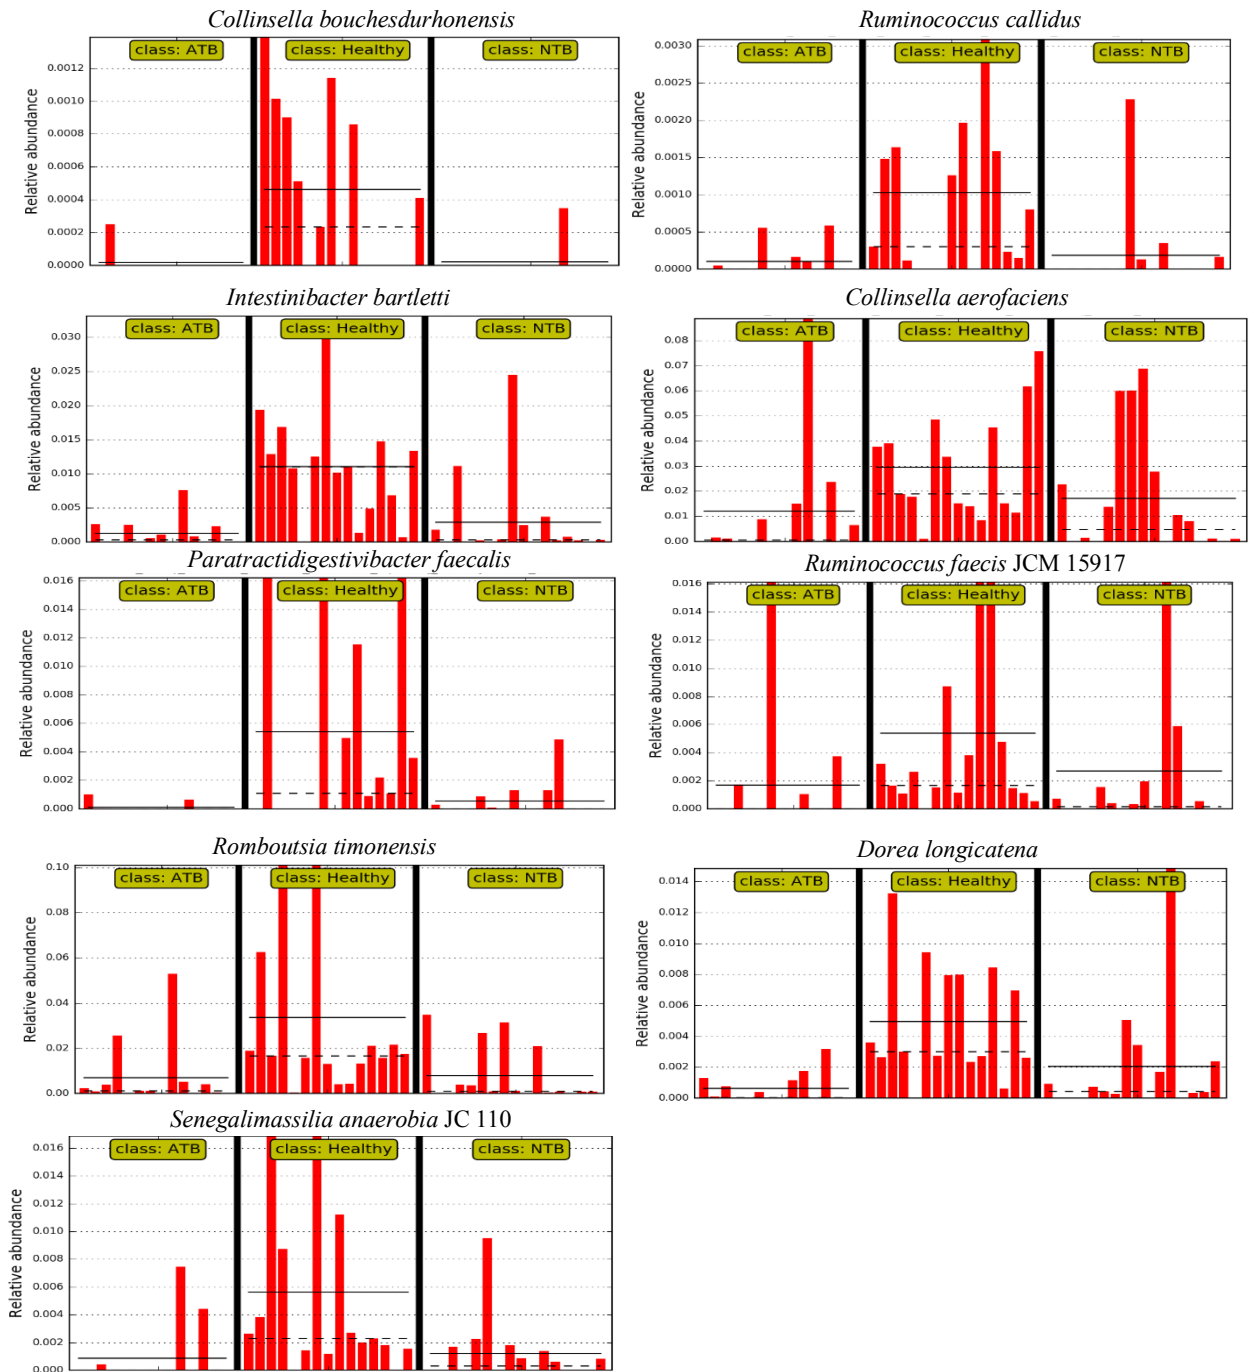 Collinsella bouchesdurhonensis
class: ATB
class: Healthy
class: NTB
Relative abundance
0.0012
0.0010
0.0008
0.0006
0.0004
0.0002
0.0000
Ruminococcus callidus
class: ATB
class: Healthy
class: NTB
Relative abundance
0.0030
0.0025
0.0020
0.0015
0.0010
0.0005
0.0000
Intestinibacter bartletti
class: ATB
class: Healthy
class: NTB
Relative abundance
0.030
0.025
0.020
0.015
0.010
0.005
0.000
Collinsella aerofaciens
class: ATB
class: Healthy
class: NTB
Relative abundance
0.08
0.07
0.06
0.05
0.04
0.03
0.02
0.01
0.00
Paratractidigestivibacter faecalis
class: ATB
class: Healthy
class: NTB
Relative abundance
0.016
0.014
0.012
0.010
0.008
0.006
0.004
0.002
0.000
Ruminococcus faecis JCM 15917
class: ATB
class: Healthy
class: NTB
Relative abundance
0.016
0.014
0.012
0.010
0.008
0.006
0.004
0.002
0.000
Romboutsia timonensis
class: ATB
class: Healthy
class: NTB
Relative abundance
0.10
0.08
0.06
0.04
0.02
0.00
Dorea longicatena
class: ATB
class: Healthy
class: NTB
Relative abundance
0.014
0.012
0.010
0.008
0.006
0.004
0.002
0.000
Senegalimassilia anaerobia JC 110
class: ATB
class: Healthy
class: NTB
Relative abundance
0.016
0.014
0.012
0.010
0.008
0.006
0.004
0.002
0.000